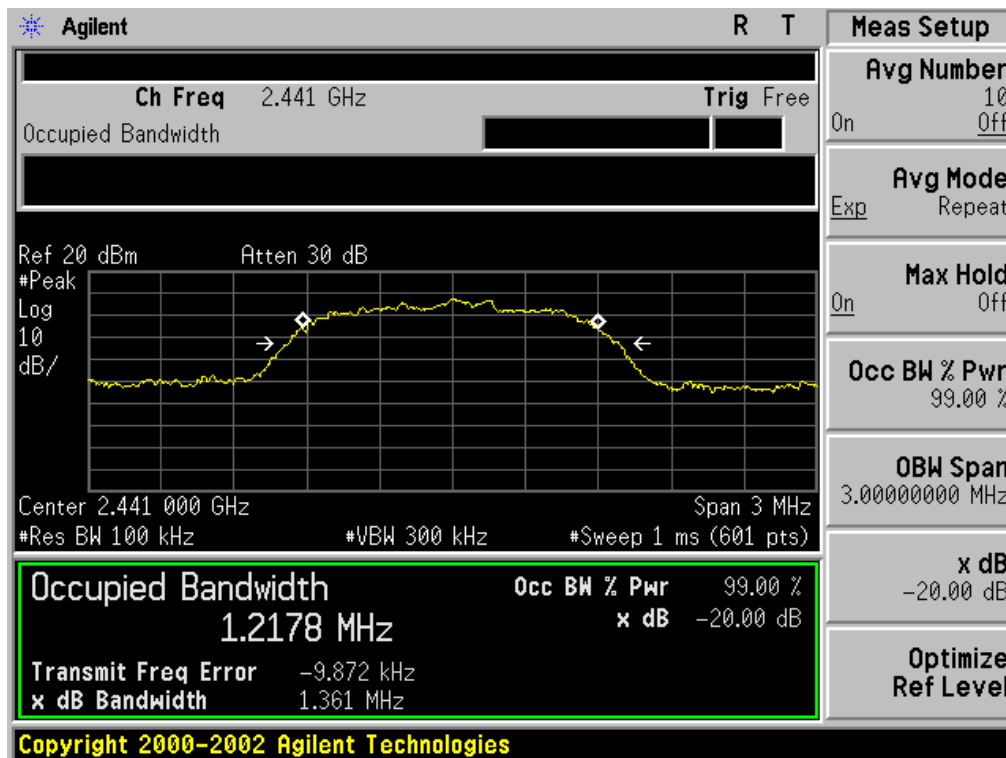 Agilent R T
Ch Freq 2.441 GHz Trig Free
Occupied Bandwidth
Ref 20 dBm Atten 30 dB
#Peak
Log
10
dB/
Center 2.441 000 GHz Span 3 MHz
#Res BW 100 kHz #VBW 300 kHz #Sweep 1 ms (601 pts)
Occupied Bandwidth
1.2178 MHz
Occ BW % Pwr 99.00 %
x dB -20.00 dB
Transmit Freq Error -9.872 kHz
x dB Bandwidth 1.361 MHz
Copyright 2000-2002 Agilent Technologies
Meas Setup
Avg Number
10
On Off
Avg Mode
Exp Repeat
Max Hold
On Off
Occ BW % Pwr
99.00 %
OBW Span
3.00000000 MHz
x dB
-20.00 dB
Optimize
Ref Level